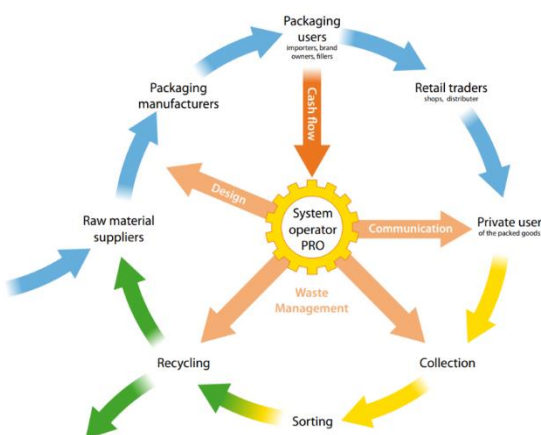 Packaging
users
importers, brand
owners, fillers
Packaging
manufacturers
Cash flow
Retail traders
shops, distributer
Design
Raw material
suppliers
System
operator
PRO
Communication
Private user
of the packed goods
Waste
Management
Recycling
Collection
Sorting